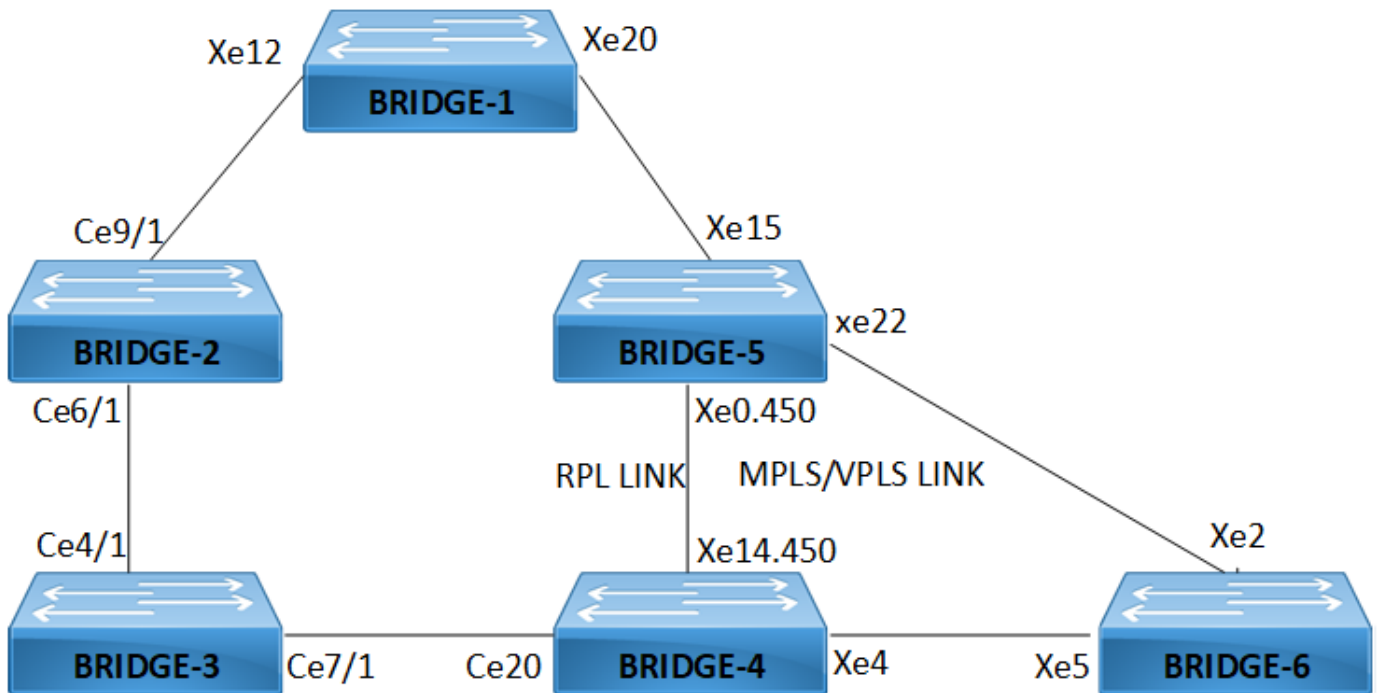 Xe12
Xe20
BRIDGE-1
Ce9/1
Xe15
BRIDGE-2
BRIDGE-5
xe22
Ce6/1
Xe0.450
RPL LINK
MPLS/VPLS LINK
Ce4/1
Xe14.450
Xe2
BRIDGE-3
Ce7/1
Ce20
BRIDGE-4
Xe4
Xe5
BRIDGE-6